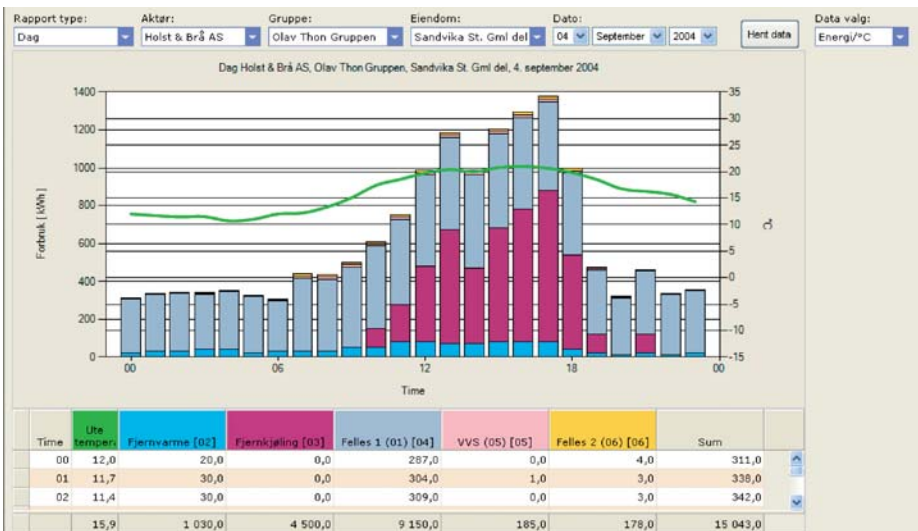 Rapport type: Aktør: Gruppe: Eiendom: Dato: Data valg:
Dag Holst & Brå AS Olav Thon Gruppen Sandvika St. Gml del 04 September 2004 Hent data Energi/°C
Dag Holst & Brå AS, Olav Thon Gruppen, Sandvika St. Gml del, 4. september 2004
1400 35
1200 30
1000 25
800 20
600 15
400 10
200 5
0 0
-5
-10
-15
Forbruk [ kWh ]
°C
00 06 12 18 00
Time
Time Ute temper. Fjernvarme [02] Fjernkjøling [03] Felles 1 (01) [04] VVS (05) [05] Felles 2 (06) [06] Sum
00 12,0 20,0 0,0 287,0 0,0 4,0 311,0
01 11,7 30,0 0,0 304,0 1,0 3,0 338,0
02 11,4 30,0 0,0 309,0 0,0 3,0 342,0
15,9 1 030,0 4 500,0 9 150,0 185,0 178,0 15 043,0